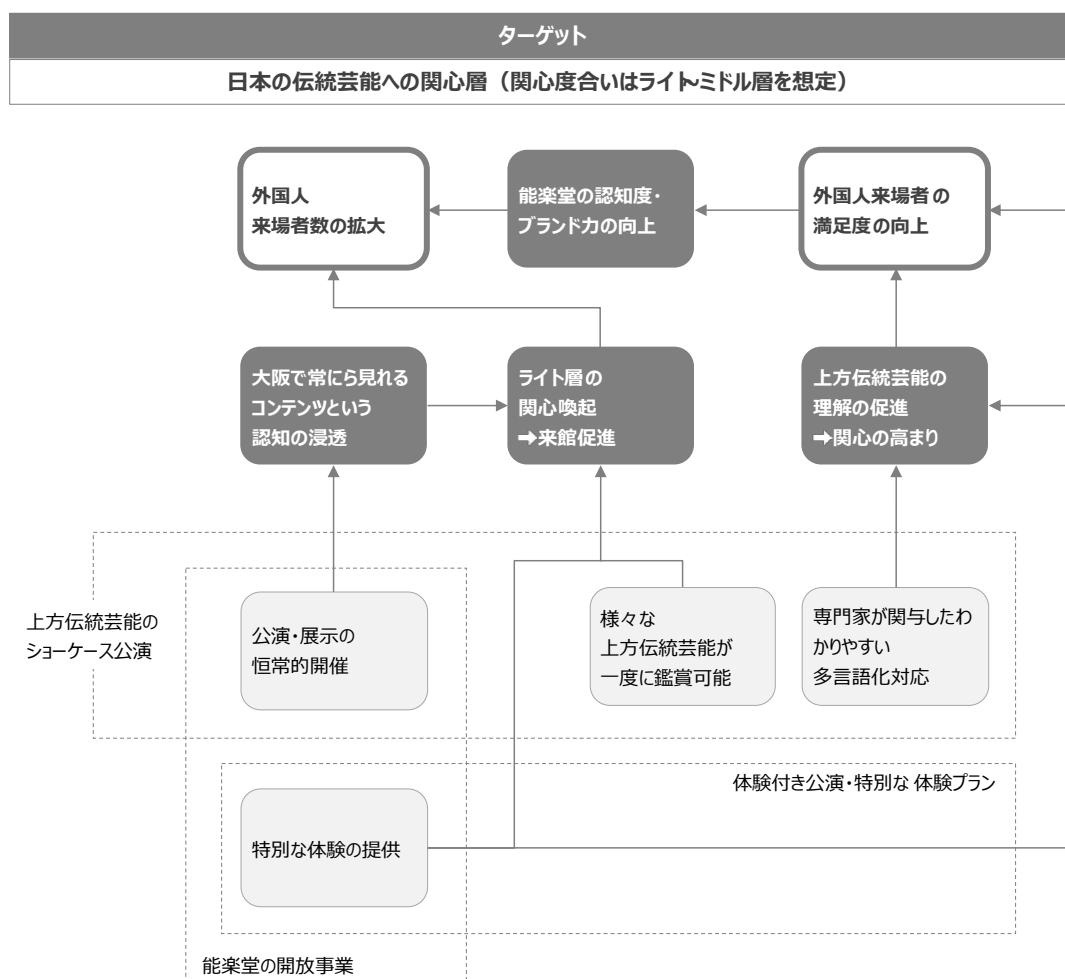 ターゲット
日本の伝統芸能への関心層（関心度合いはライト~ミドル層を想定）
外国人
来場者数の拡大
能楽堂の認知度・
ブランド力の向上
外国人来場者の
満足度の向上
大阪で常にら見れる
コンテンツという
認知の浸透
ライト層の
関心喚起
➡来館促進
上方伝統芸能の
理解の促進
➡関心の高まり
上方伝統芸能の
ショーケース公演
公演・展示の
恒常的開催
様々な
上方伝統芸能が
一度に鑑賞可能
専門家が関与したわ
かりやすい
多言語化対応
体験付き公演・特別な体験プラン
特別な体験の提供
能楽堂の開放事業